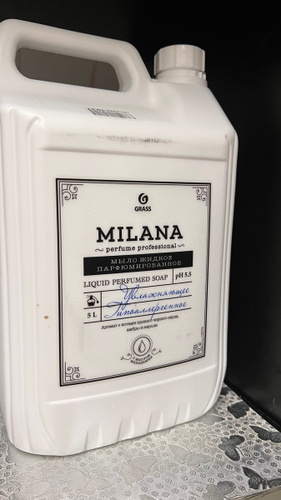 GRASS
MILANA
perfume professional
МЫЛО ЖИДКОЕ
ПАРФЮМИРОВАННОЕ
LIQUID PERFUMED SOAP pH 5.5
Увлажняющее
5 L Гипоаллергенное